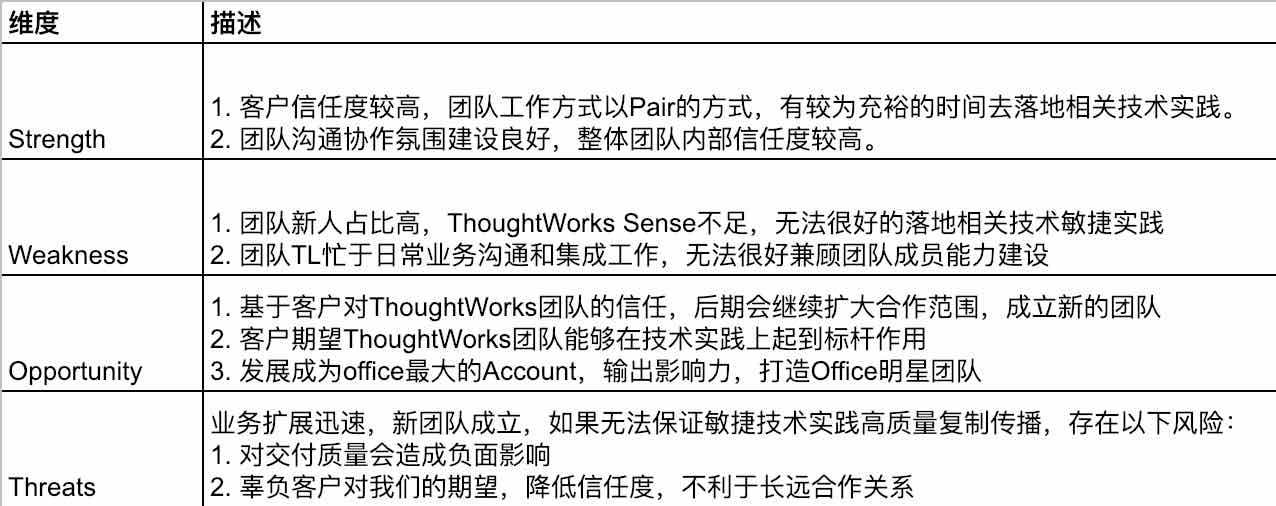 维度 描述
1. 客户信任度较高，团队工作方式以Pair的方式，有较为充裕的时间去落地相关技术实践。
Strength 2. 团队沟通协作氛围建设良好，整体团队内部信任度较高。
1. 团队新人占比高，ThoughtWorks Sense不足，无法很好的落地相关技术敏捷实践
Weakness 2. 团队TL忙于日常业务沟通和集成工作，无法很好兼顾团队成员能力建设
1. 基于客户对ThoughtWorks团队的信任，后期会继续扩大合作范围，成立新的团队
2. 客户期望ThoughtWorks团队能够在技术实践上起到标杆作用
Opportunity 3. 发展成为office最大的Account，输出影响力，打造Office明星团队
业务扩展迅速，新团队成立，如果无法保证敏捷技术实践高质量复制传播，存在以下风险：
1. 对交付质量会造成负面影响
Threats 2. 辜负客户对我们的期望，降低信任度，不利于长远合作关系